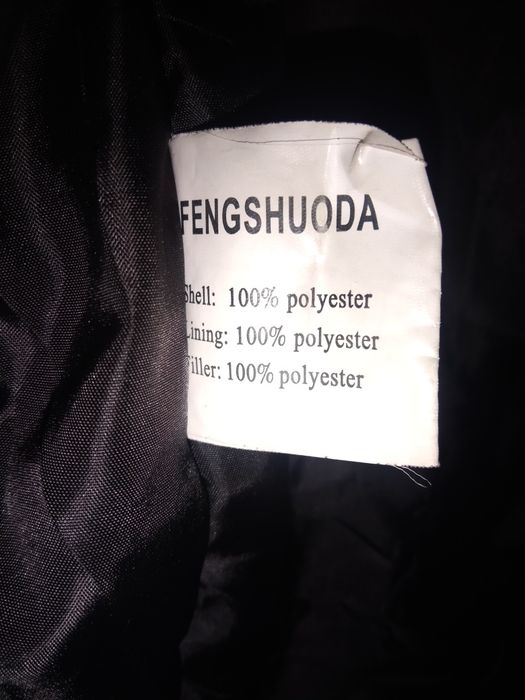 FENGSHUODA
Shell: 100% polyester
Lining: 100% polyester
Filler: 100% polyester